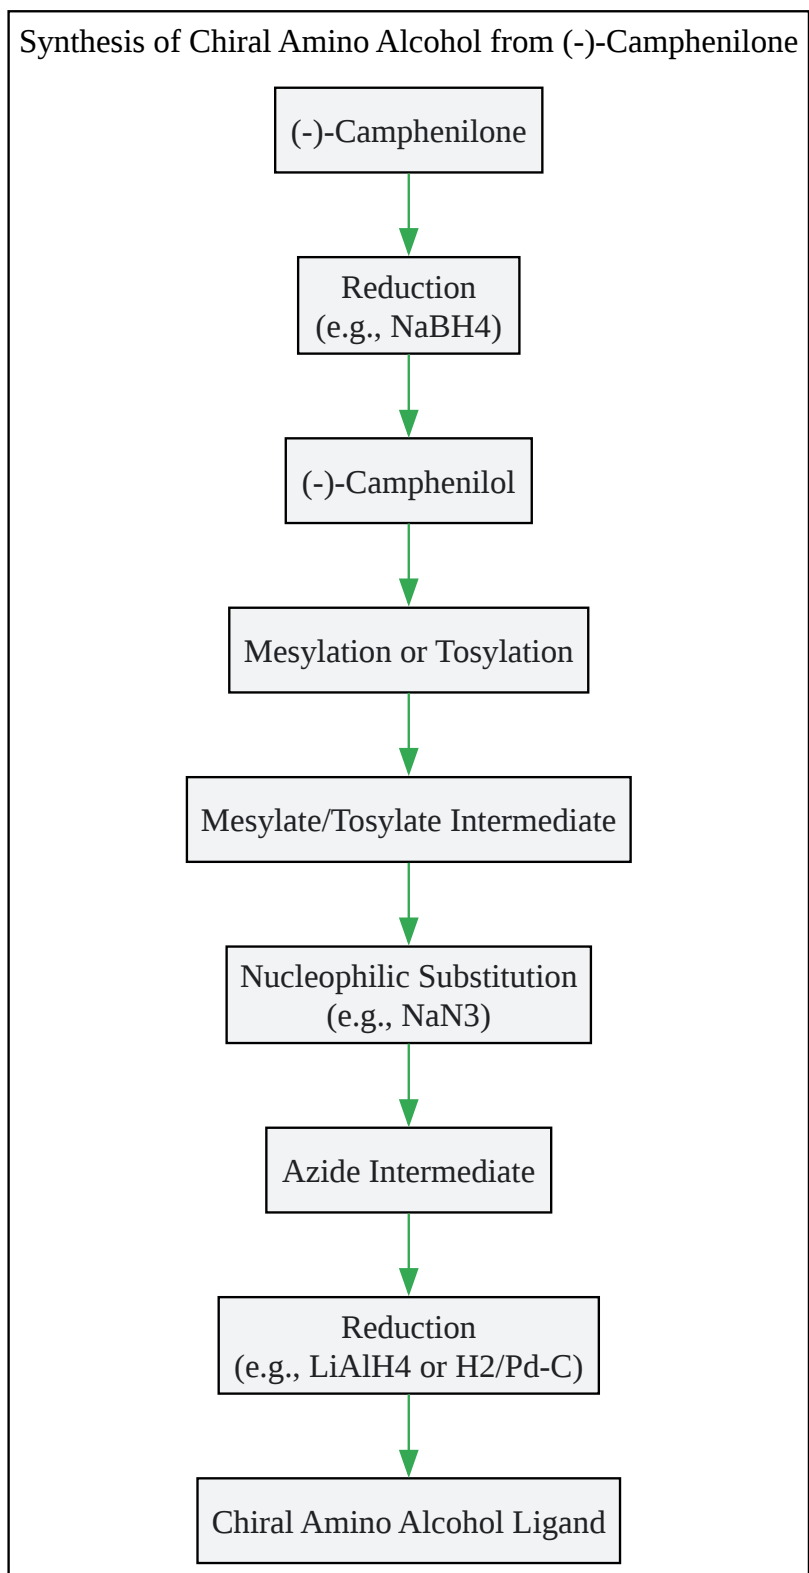 Synthesis of Chiral Amino Alcohol from (-)-Camphenilone
(-)-Camphenilone
Reduction
(e.g., NaBH4)
(-)-Camphenilol
Mesylation or Tosylation
Mesylate/Tosylate Intermediate
Nucleophilic Substitution
(e.g., NaN3)
Azide Intermediate
Reduction
(e.g., LiAlH4 or H2/Pd-C)
Chiral Amino Alcohol Ligand